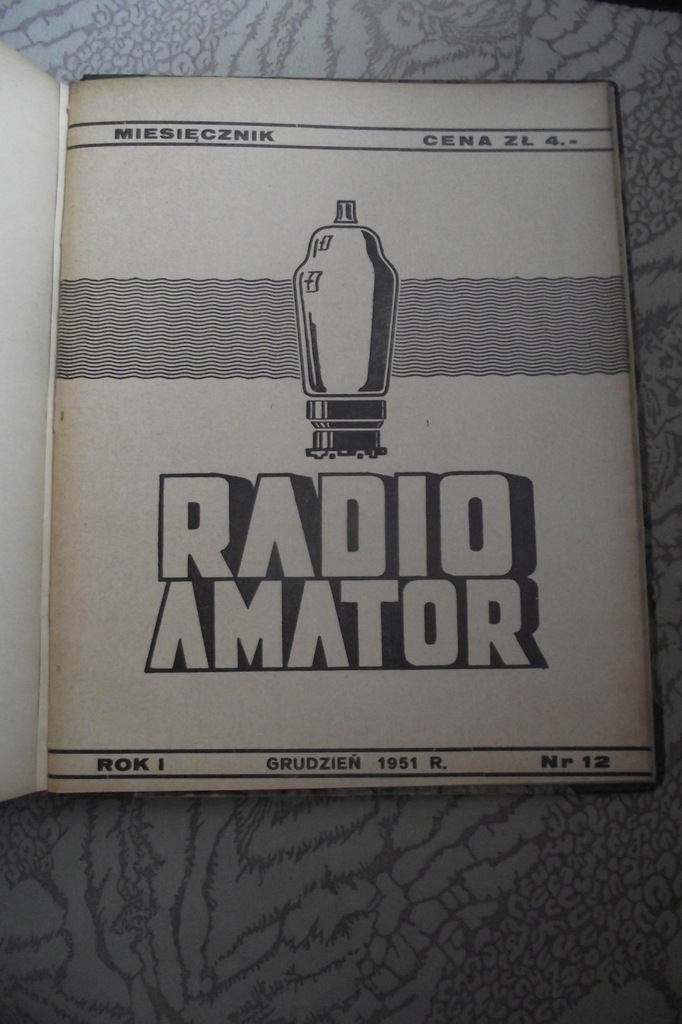 MIESIĘCZNIK CENA ZŁ 4.-
RADIO
AMATOR
ROK I GRUDZIEŃ 1951 R. Nr 12